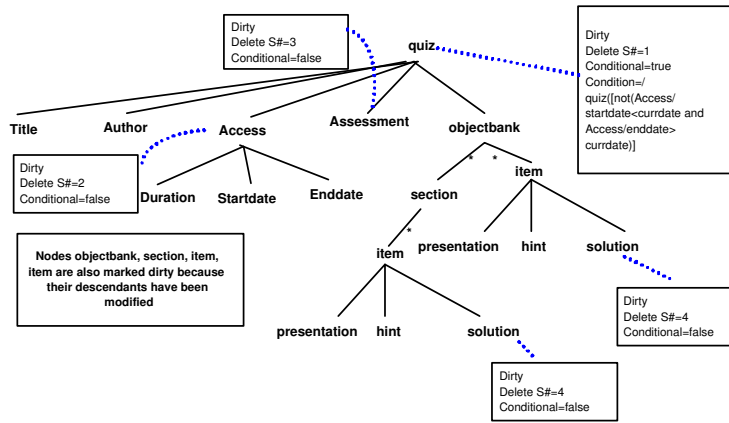 Dirty
Delete S#=3
Conditional=false
quiz
Dirty
Delete S#=1
Conditional=true
Condition=/
quiz([not(Access/
startdate<currdate and
Access/enddate>
currdate)]
Title
Author
Access
Assessment
objectbank
Dirty
Delete S#=2
Conditional=false
Duration
Startdate
Enddate
*
*
section
item
Nodes objectbank, section, item,
item are also marked dirty because
their descendants have been
modified
*
item
presentation
hint
solution
presentation
hint
solution
Dirty
Delete S#=4
Conditional=false
Dirty
Delete S#=4
Conditional=false